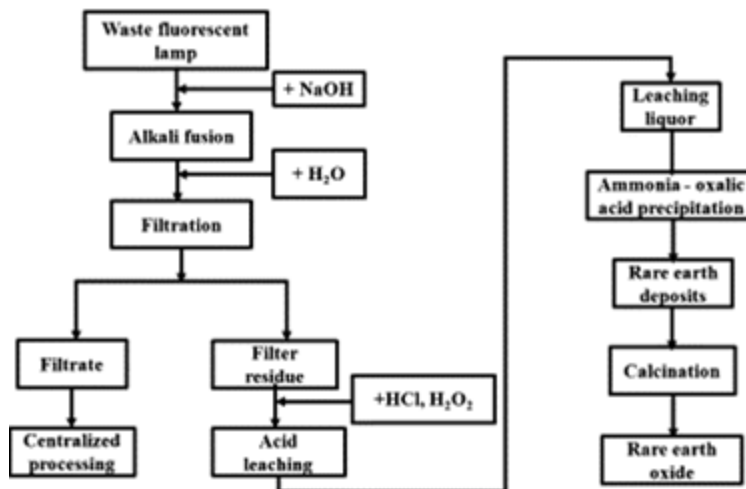 Waste fluorescent
lamp
+ NaOH
Alkali fusion
+ H₂O
Filtration
Filtrate
Filter
residue
+HCl, H₂O₂
Centralized
processing
Acid
leaching
Leaching
liquor
Ammonia - oxalic
acid precipitation
Rare earth
deposits
Calcination
Rare earth
oxide